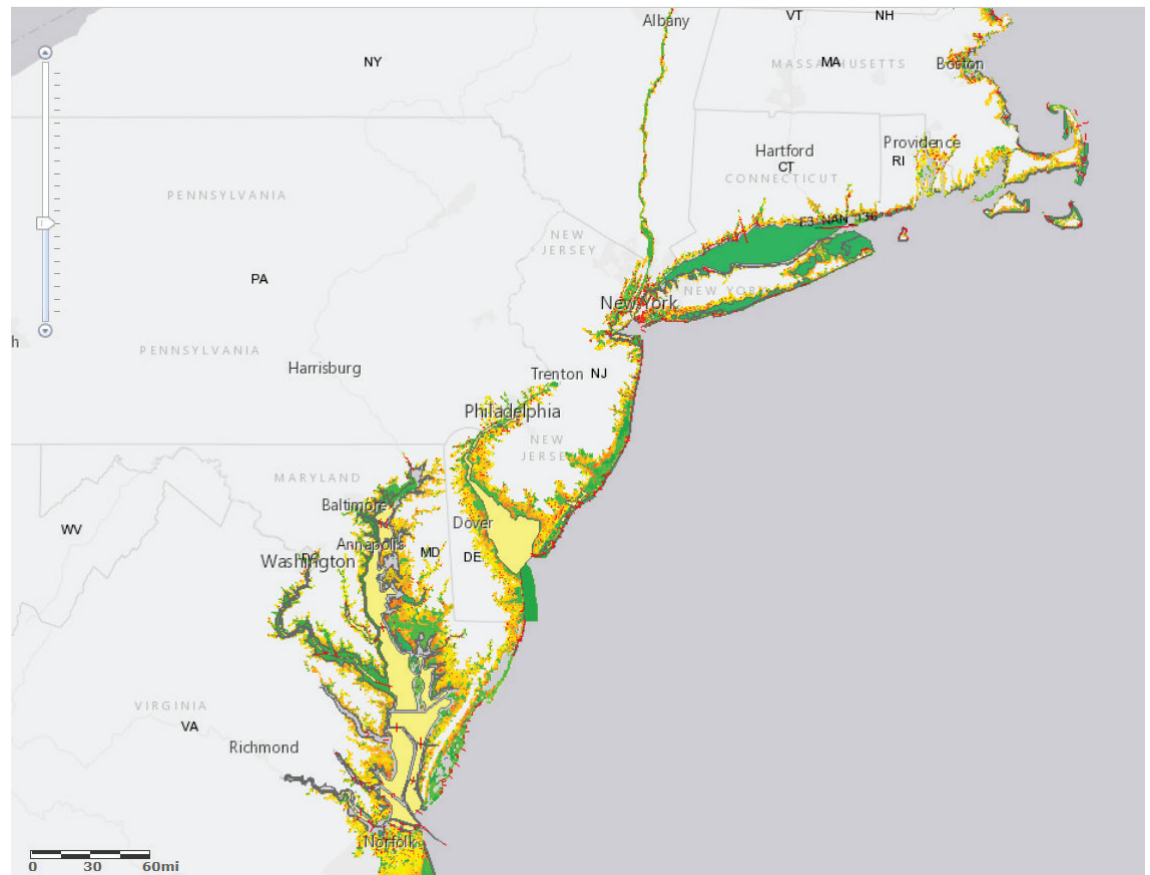 Albany
VT
NH
NY
MASSACHUSETTS
MA
Boston
Providence
Hartford
RI
CT
CONNECTICUT
PENNSYLVANIA
NEW
JERSEY
PA
NEW YORK
New York
h
PENNSYLVANIA
Harrisburg
Trenton
NJ
Philadelphia
NEW
JERSEY
MARYLAND
Baltimore
Dover
WV
Annapolis
MD
DE
Washington
DC
VIRGINIA
VA
Richmond
Norfolk
0 30 60mi